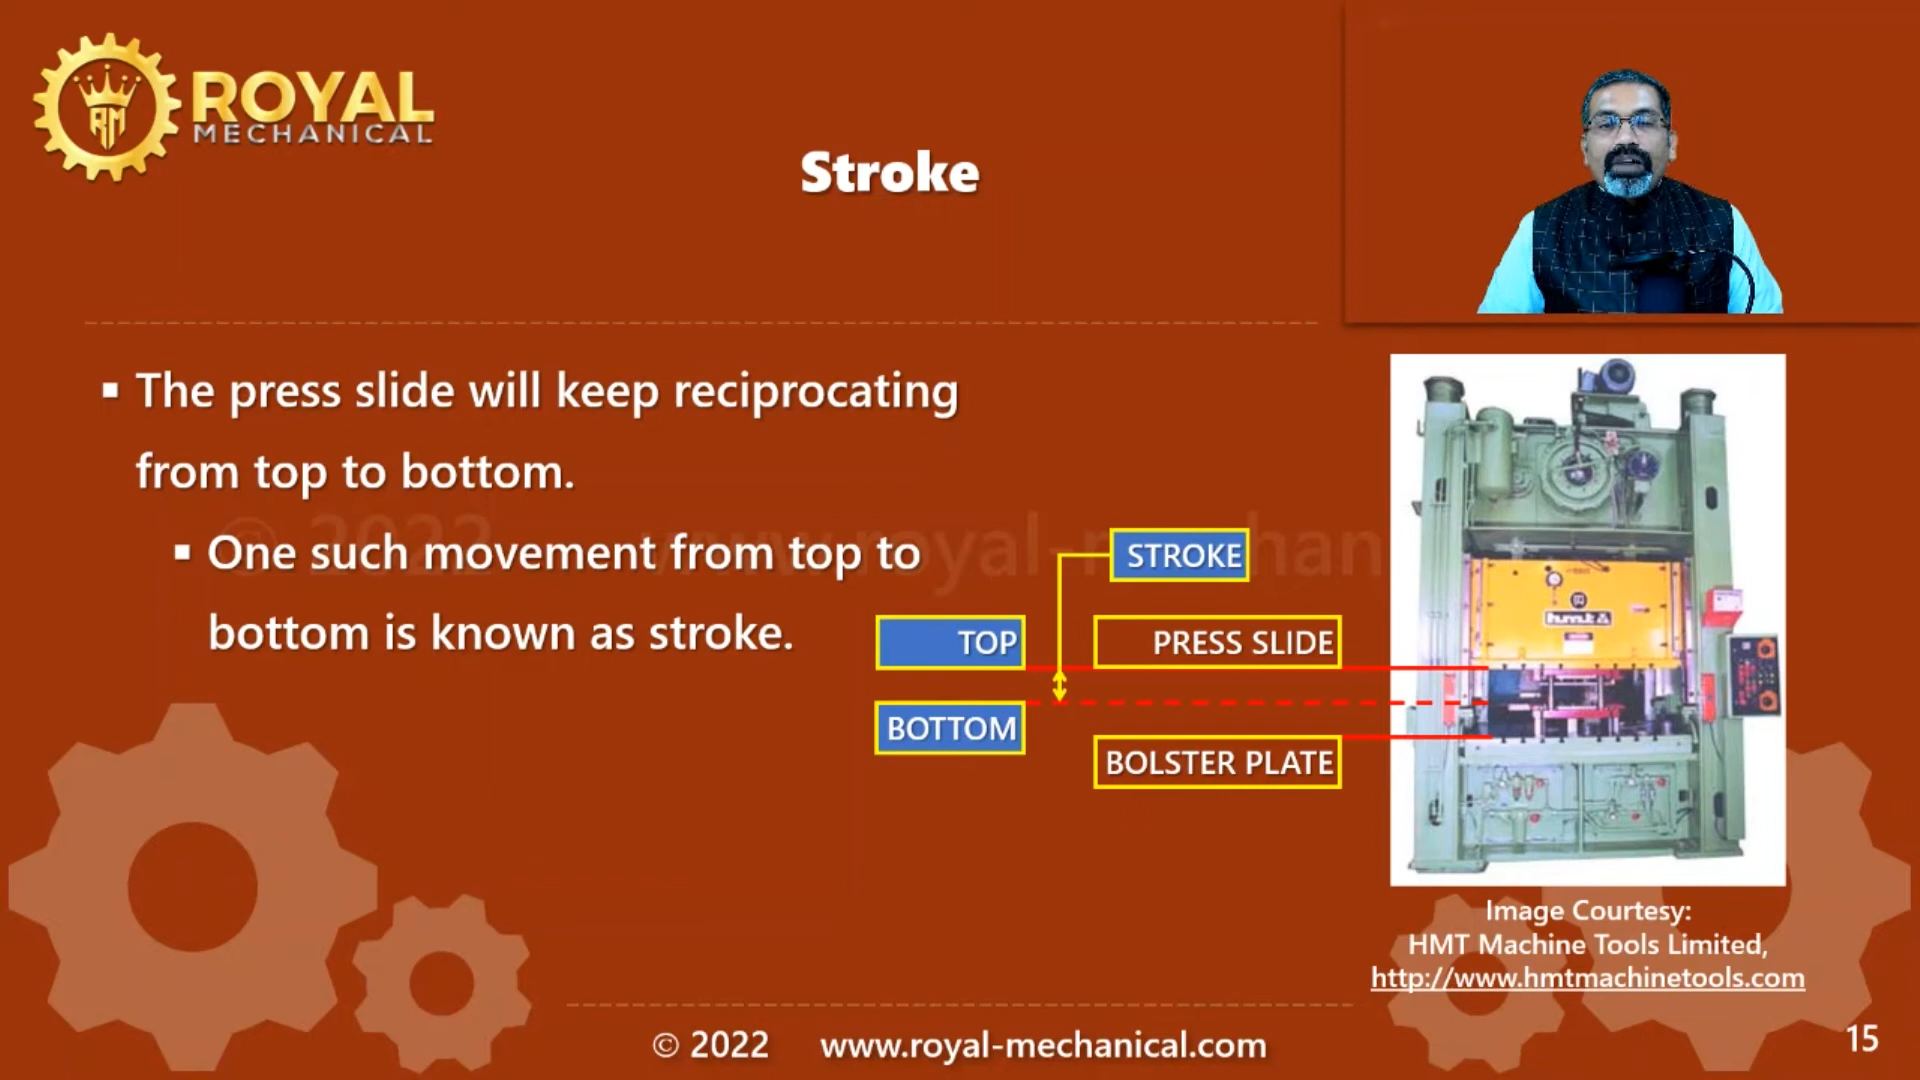 RM
ROYAL
MECHANICAL
Stroke
▪ The press slide will keep reciprocating
from top to bottom.
▪ One such movement from top to
bottom is known as stroke.
STROKE
TOP
PRESS SLIDE
BOTTOM
BOLSTER PLATE
hmt
Image Courtesy:
HMT Machine Tools Limited,
http://www.hmtmachinetools.com
© 2022 www.royal-mechanical.com
15